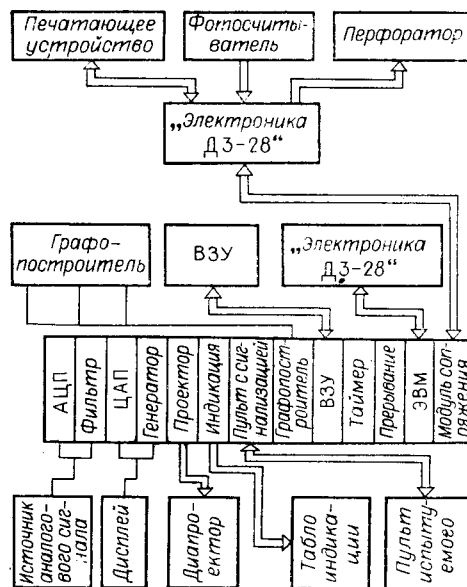 Печатающее
устройство
Фотосчиты-
ватель
Перфоратор
„Электроника
Д3-28“
Графо-
построитель
ВЗУ
„Электроника
Д3-28“
АЦП
Фильтр
ЦАП
Генератор
Проектор
Индикация
Пульт с сиг-
нализацией
Графопост-
роитель
ВЗУ
Таймер
Прерывание
ЭВМ
Модуль соп-
ряжения
Источник
аналого-
вого сиг-
нала
Дисплей
Диапро-
ектор
Табло
индика-
ции
Пульт
испыту-
емого